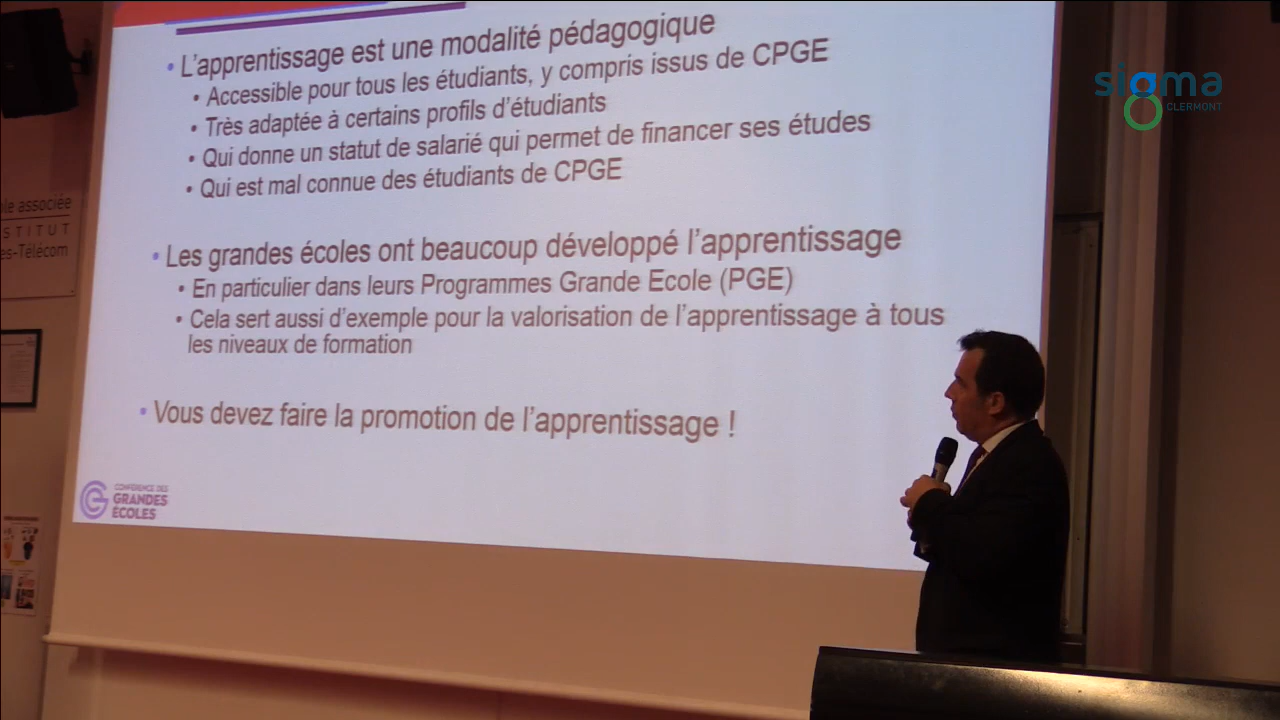 L'apprentissage est une modalité pédagogique
• Accessible pour tous les étudiants, y compris issus de CPGE
• Très adaptée à certains profils d'étudiants
• Qui donne un statut de salarié qui permet de financer ses études
• Qui est mal connue des étudiants de CPGE
• Les grandes écoles ont beaucoup développé l'apprentissage
• En particulier dans leurs Programmes Grande Ecole (PGE)
• Cela sert aussi d'exemple pour la valorisation de l'apprentissage à tous
les niveaux de formation
• Vous devez faire la promotion de l'apprentissage !
CONFÉRENCE DES
GRANDES
ÉCOLES
sigma
CLERMONT
le associée
STITUT
es-Télécom